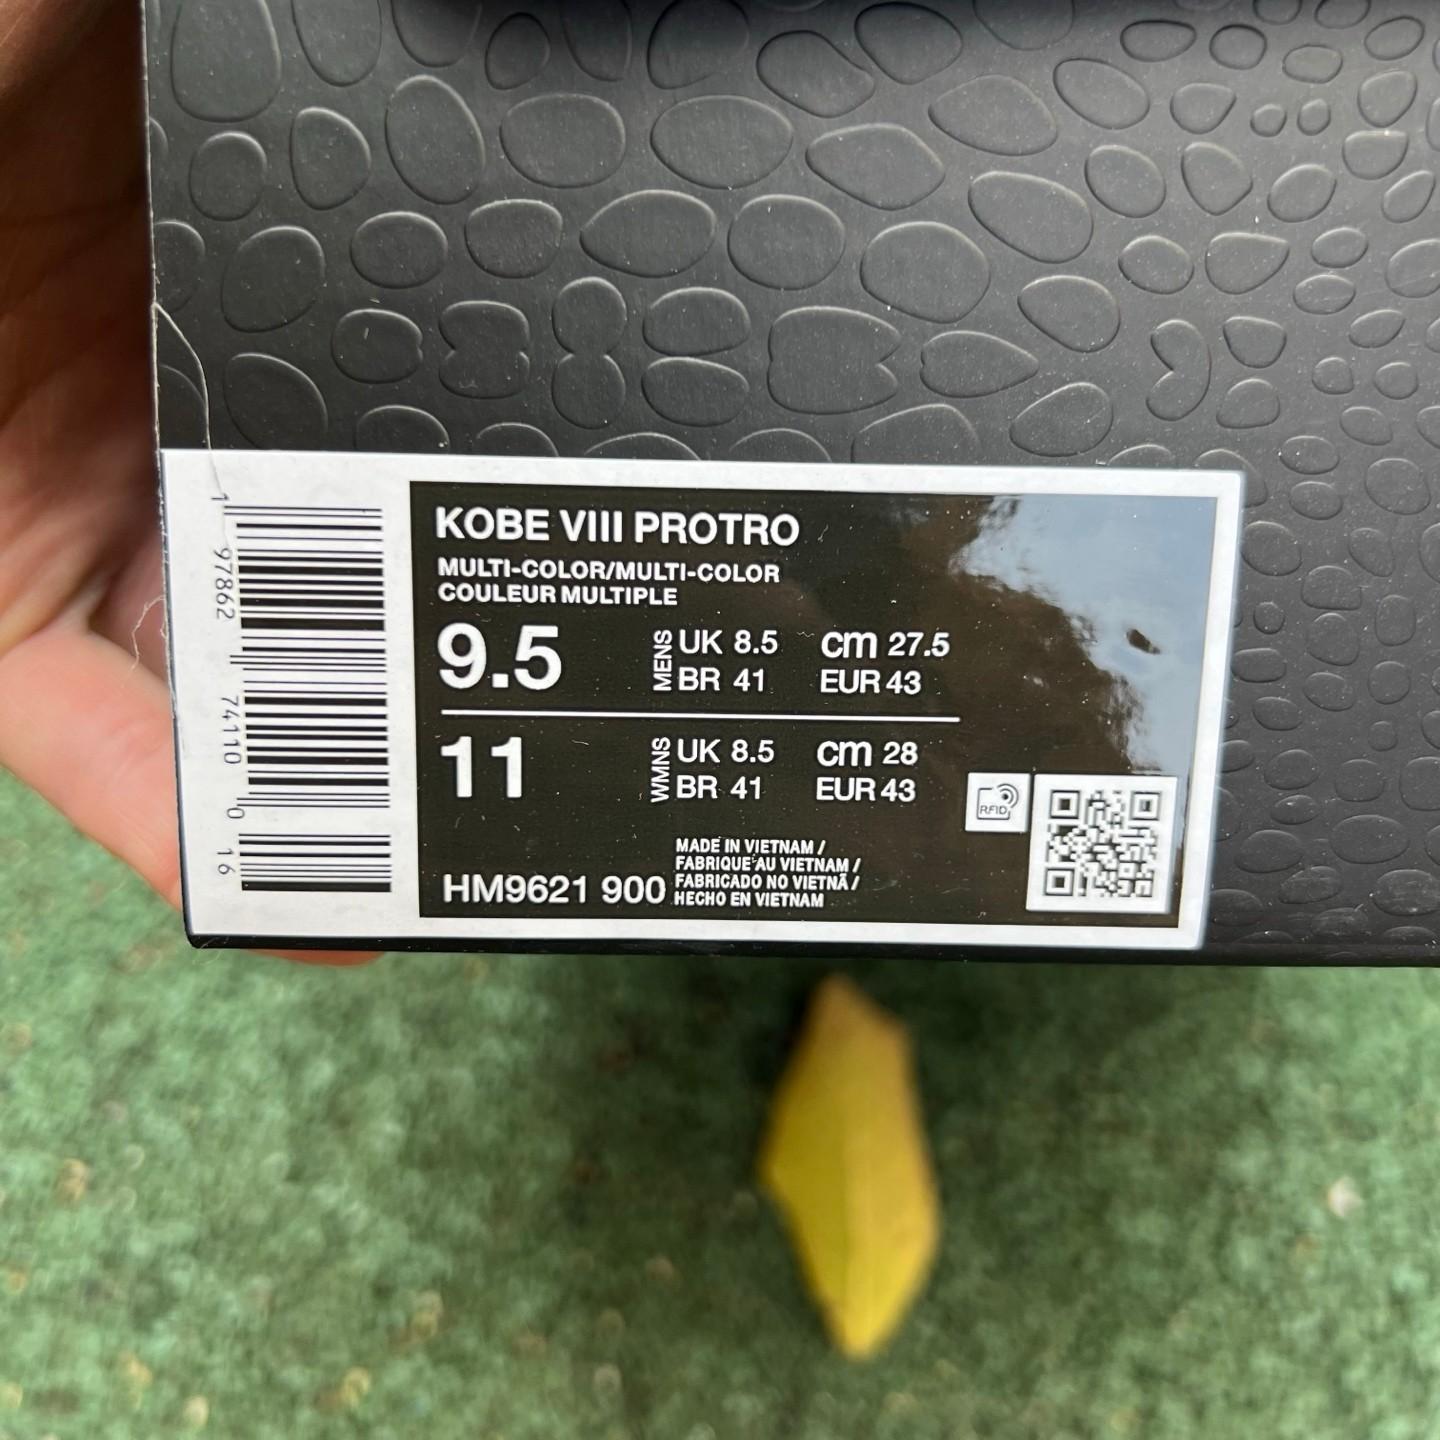 KOBE VIII PROTRO
MULTI-COLOR/MULTI-COLOR
COULEUR MULTIPLE
9.5 MENS UK 8.5 cm 27.5
BR 41 EUR 43
11 WMNS UK 8.5 cm 28
BR 41 EUR 43
RFID
MADE IN VIETNAM /
FABRIQUE AU VIETNAM /
HM9621 900 FABRICADO NO VIETNÃ /
HECHO EN VIETNAM
1 97862 74110 0 16